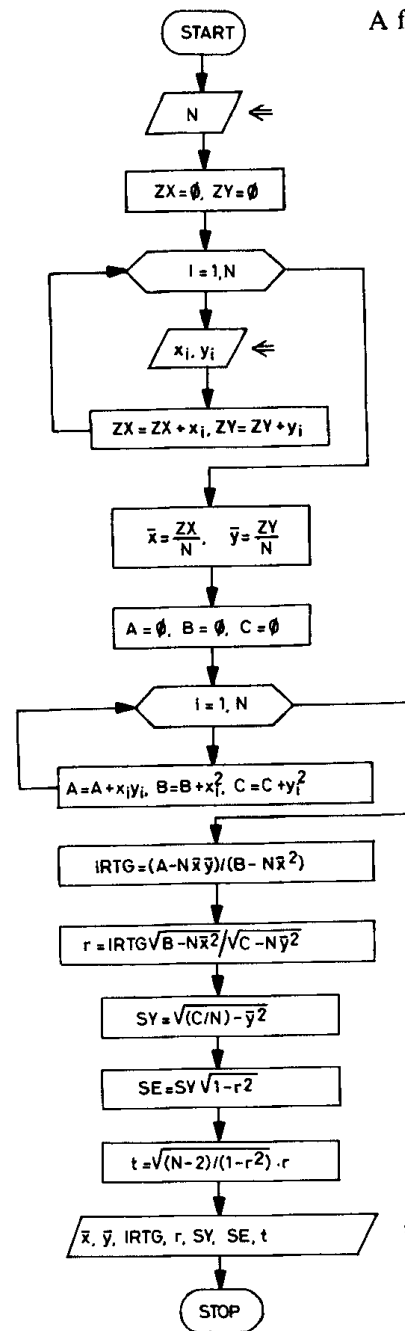 START
A f
N
ZX=∅, ZY=∅
I = 1, N
xᵢ, yᵢ
ZX = ZX + xᵢ, ZY = ZY + yᵢ
x̄ = ZX/N, ȳ = ZY/N
A = ∅, B = ∅, C = ∅
i = 1, N
A = A + xᵢyᵢ, B = B + xᵢ², C = C + yᵢ²
IRTG = (A - Nx̄ȳ)/(B - Nx̄²)
r = IRTG√(B - Nx̄²)/√(C - Nȳ²)
SY = √((C/N) - ȳ²)
SE = SY√(1 - r²)
t = √((N - 2)/(1 - r²)) · r
x̄, ȳ, IRTG, r, SY, SE, t
STOP